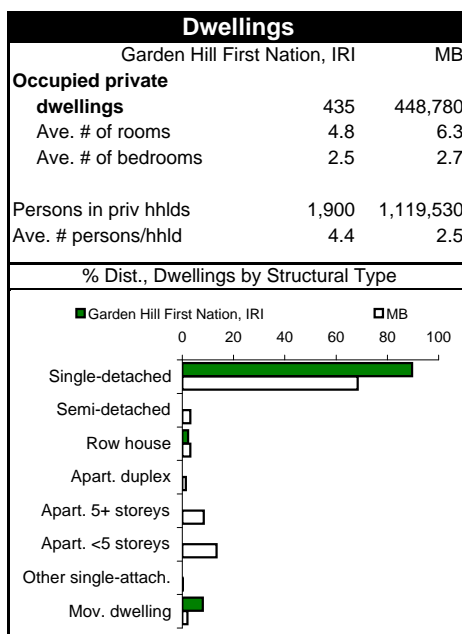 Dwellings
Garden Hill First Nation, IRI MB
Occupied private
dwellings 435 448,780
Ave. # of rooms 4.8 6.3
Ave. # of bedrooms 2.5 2.7
Persons in priv hhlds 1,900 1,119,530
Ave. # persons/hhld 4.4 2.5
% Dist., Dwellings by Structural Type
Garden Hill First Nation, IRI MB
0 20 40 60 80 100
Single-detached
Semi-detached
Row house
Apart. duplex
Apart. 5+ storeys
Apart. <5 storeys
Other single-attach.
Mov. dwelling